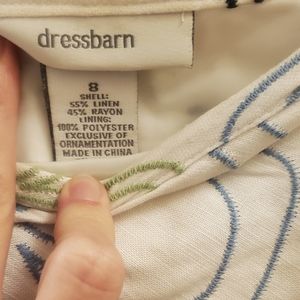 dressbarn
8
SHELL:
55% LINEN
45% RAYON
LINING:
100% POLYESTER
EXCLUSIVE OF
ORNAMENTATION
MADE IN CHINA